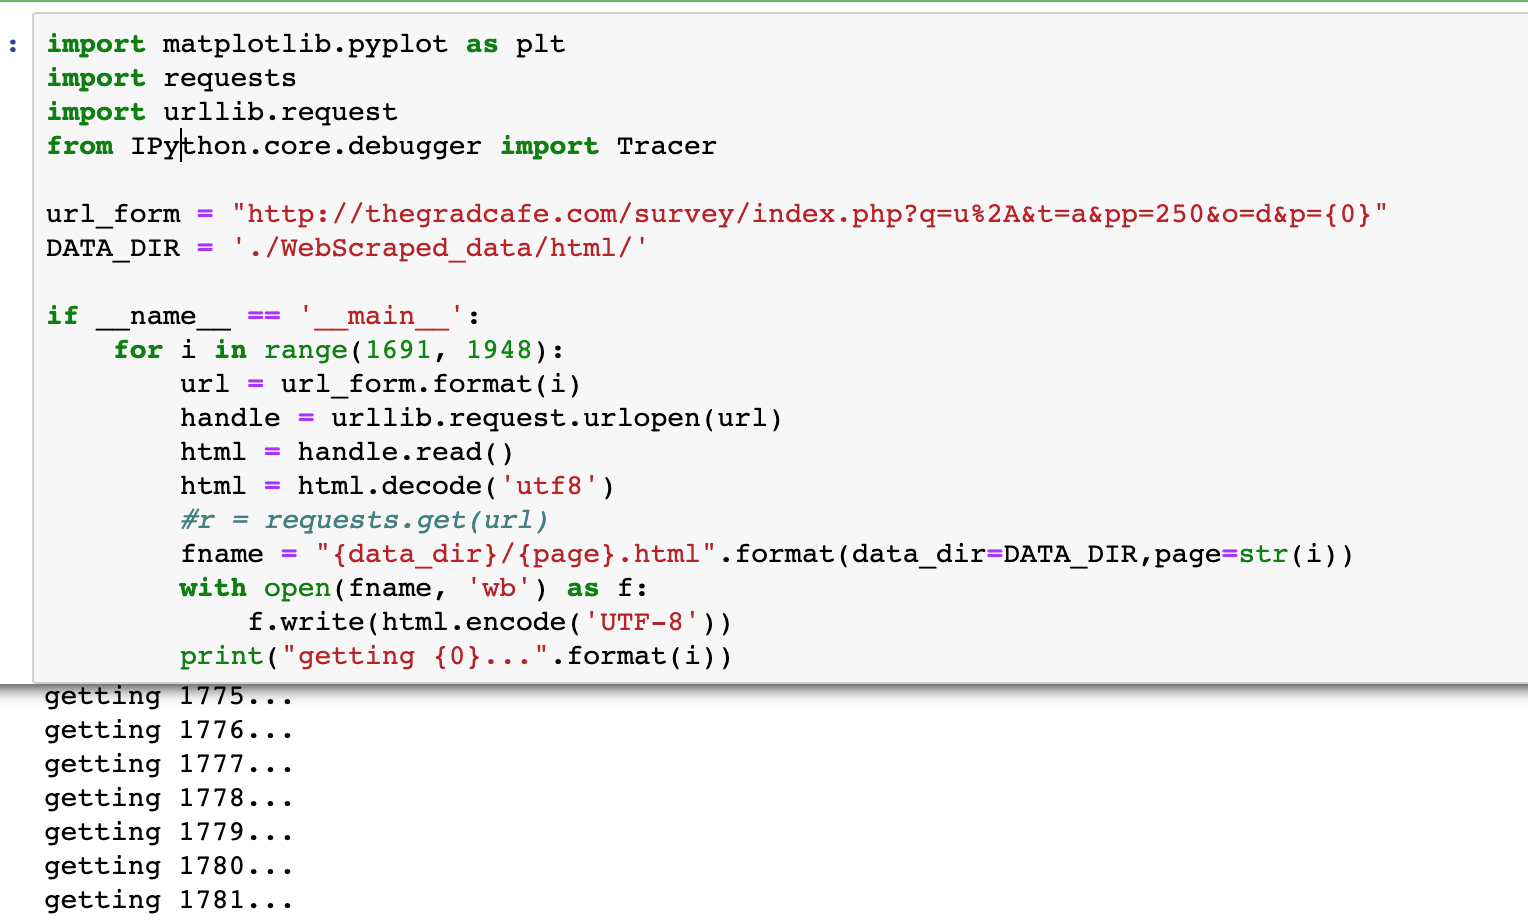 :
import matplotlib.pyplot as plt
import requests
import urllib.request
from IPython.core.debugger import Tracer
url_form = "http://thegradcafe.com/survey/index.php?q=u%2A&t=a&pp=250&o=d&p={0}"
DATA_DIR = './WebScraped_data/html/'
if __name__ == '__main__':
    for i in range(1691, 1948):
        url = url_form.format(i)
        handle = urllib.request.urlopen(url)
        html = handle.read()
        html = html.decode('utf8')
        #r = requests.get(url)
        fname = "{data_dir}/{page}.html".format(data_dir=DATA_DIR,page=str(i))
        with open(fname, 'wb') as f:
            f.write(html.encode('UTF-8'))
        print("getting {0}...".format(i))
getting 1775...
getting 1776...
getting 1777...
getting 1778...
getting 1779...
getting 1780...
getting 1781...